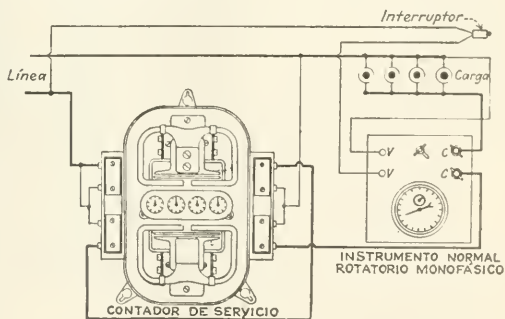 Interruptor
Línea
Carga
V C
V C
INSTRUMENTO NORMAL
ROTATORIO MONOFÁSICO
CONTADOR DE SERVICIO